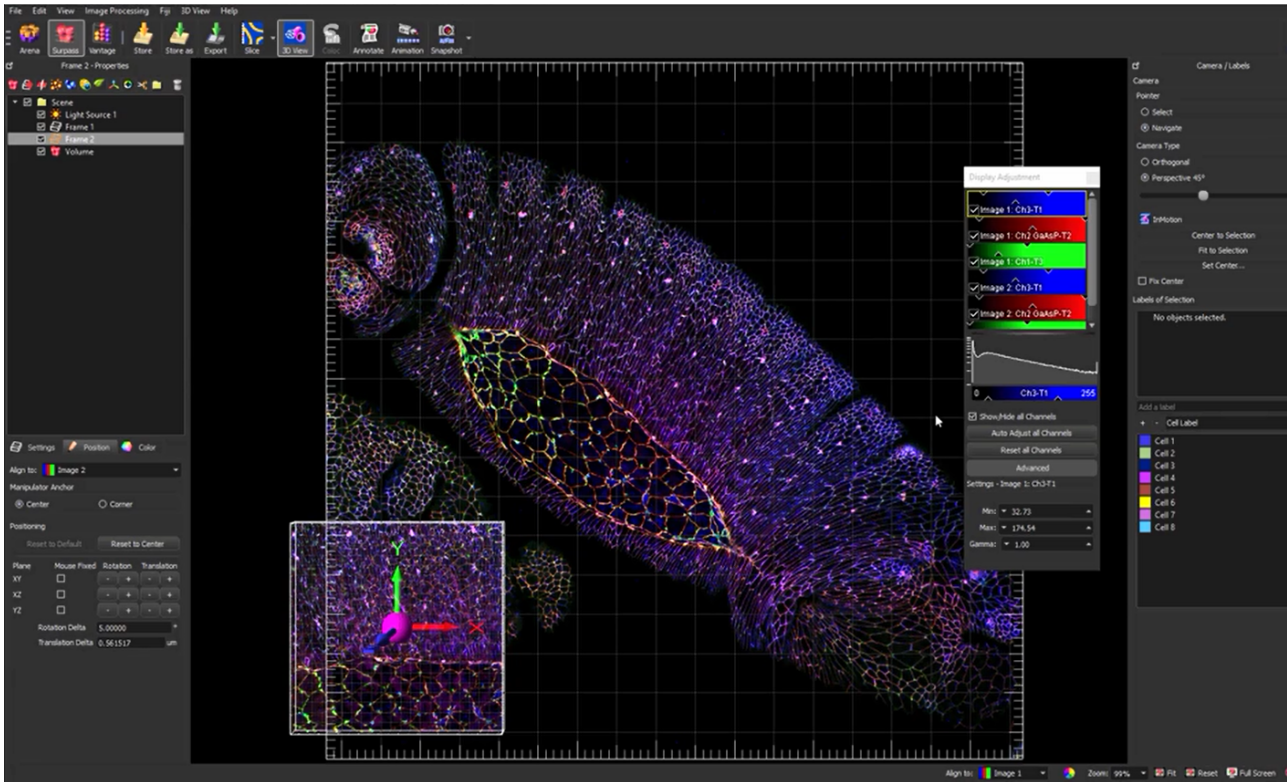 File Edit View Image Processing Fiji 3D View Help
Arena Surpass Vantage Store Store as Export Slice 3D View Coloc Annotate Animation Snapshot
Frame 2 - Properties
Scene
Light Source 1
Frame 1
Frame 2
Volume
Settings Position Color
Align to: Image 2
Manipulator Anchor
Center Corner
Positioning
Reset to Default Reset to Center
Plane Mouse Fixed Rotation Translation
XY - + - +
XZ - + - +
YZ - + - +
Rotation Delta 5.00000 °
Translation Delta 0.561517 um
Y
X
Display Adjustment
Image 1: Ch3-T1
Image 1: Ch2 GaAsP-T2
Image 1: Ch1-T3
Image 2: Ch3-T1
Image 2: Ch2 GaAsP-T2
0 Ch3-T1 255
Show/Hide all Channels
Auto Adjust all Channels
Reset all Channels
Advanced
Settings - Image 1: Ch3-T1
Min: 32.73
Max: 174.54
Gamma: 1.00
Camera / Labels
Camera
Pointer
Select
Navigate
Camera Type
Orthogonal
Perspective 45°
InMotion
Center to Selection
Fit to Selection
Set Center...
Fix Center
Labels of Selection
No objects selected.
Add a label
+ - Cell Label
Cell 1
Cell 2
Cell 3
Cell 4
Cell 5
Cell 6
Cell 7
Cell 8
Align to: Image 1 Zoom: 99% Fit Reset Full Screen